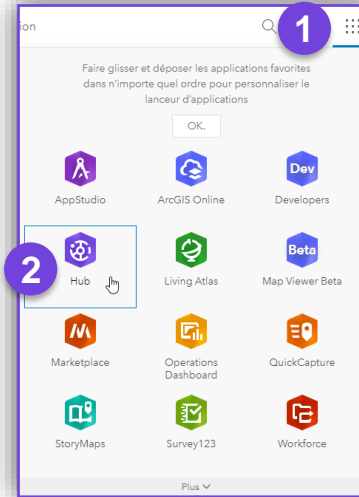 ion
1
Faire glisser et déposer les applications favorites
dans n'importe quel ordre pour personnaliser le
lanceur d'applications
OK.
Dev
AppStudio ArcGIS Online Developers
2
Beta
Hub Living Atlas Map Viewer Beta
Marketplace Operations Dashboard QuickCapture
StoryMaps Survey123 Workforce
Plus